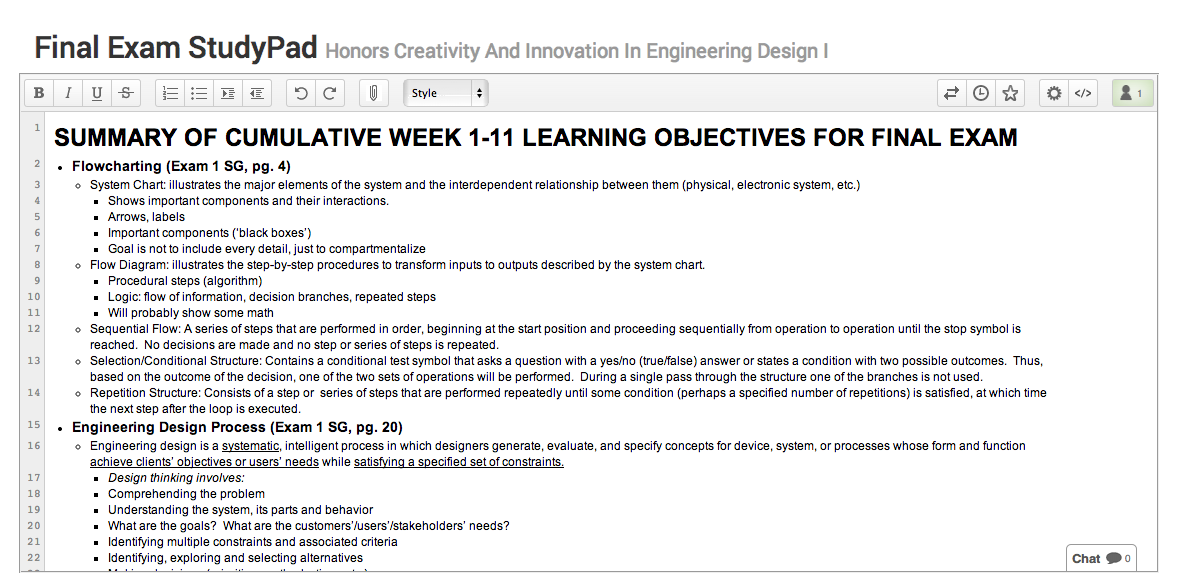 Final Exam StudyPad Honors Creativity And Innovation In Engineering Design I
B I U S Style </> 1
1 SUMMARY OF CUMULATIVE WEEK 1-11 LEARNING OBJECTIVES FOR FINAL EXAM
2 • Flowcharting (Exam 1 SG, pg. 4)
3 ◦ System Chart: illustrates the major elements of the system and the interdependent relationship between them (physical, electronic system, etc.)
4 ▪ Shows important components and their interactions.
5 ▪ Arrows, labels
6 ▪ Important components ('black boxes')
7 ▪ Goal is not to include every detail, just to compartmentalize
8 ◦ Flow Diagram: illustrates the step-by-step procedures to transform inputs to outputs described by the system chart.
9 ▪ Procedural steps (algorithm)
10 ▪ Logic: flow of information, decision branches, repeated steps
11 ▪ Will probably show some math
12 ◦ Sequential Flow: A series of steps that are performed in order, beginning at the start position and proceeding sequentially from operation to operation until the stop symbol is
reached.  No decisions are made and no step or series of steps is repeated.
13 ◦ Selection/Conditional Structure: Contains a conditional test symbol that asks a question with a yes/no (true/false) answer or states a condition with two possible outcomes.  Thus,
based on the outcome of the decision, one of the two sets of operations will be performed.  During a single pass through the structure one of the branches is not used.
14 ◦ Repetition Structure: Consists of a step or  series of steps that are performed repeatedly until some condition (perhaps a specified number of repetitions) is satisfied, at which time
the next step after the loop is executed.
15 • Engineering Design Process (Exam 1 SG, pg. 20)
16 ◦ Engineering design is a systematic, intelligent process in which designers generate, evaluate, and specify concepts for device, system, or processes whose form and function
achieve clients' objectives or users' needs while satisfying a specified set of constraints.
17 ▪ Design thinking involves:
18 ▪ Comprehending the problem
19 ▪ Understanding the system, its parts and behavior
20 ▪ What are the goals?  What are the customers'/users'/stakeholders' needs?
21 ▪ Identifying multiple constraints and associated criteria
22 ▪ Identifying, exploring and selecting alternatives
Chat 0